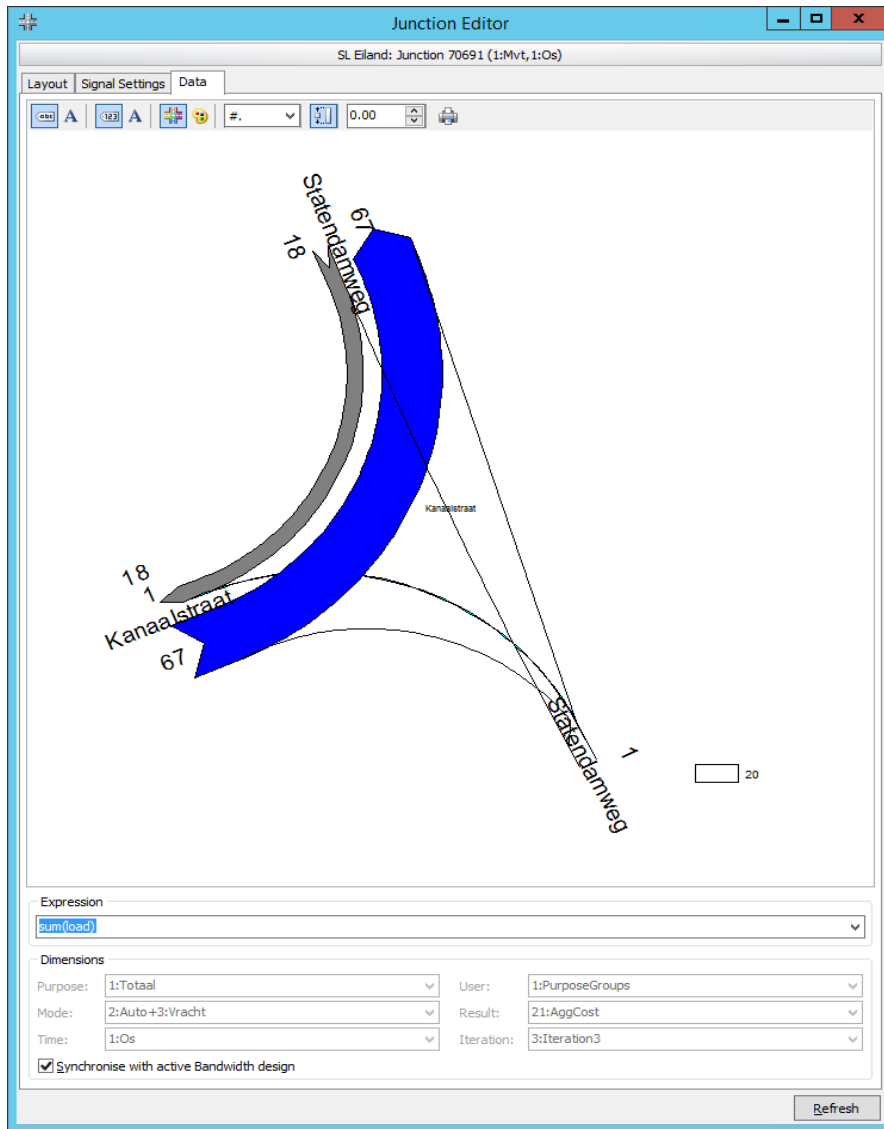 Junction Editor
SL Eiland: Junction 70691 (1:Mvt,1:Os)
Layout Signal Settings Data
abc A 123 A #. 0.00
Statendamweg
67
18
Kanaalstraat
18
1
Kanaalstraat
67
Statendamweg
1
20
Expression
sum(load)
Dimensions
Purpose: 1:Totaal User: 1:PurposeGroups
Mode: 2:Auto+3:Vracht Result: 21:AggCost
Time: 1:Os Iteration: 3:Iteration3
Synchronise with active Bandwidth design
Refresh